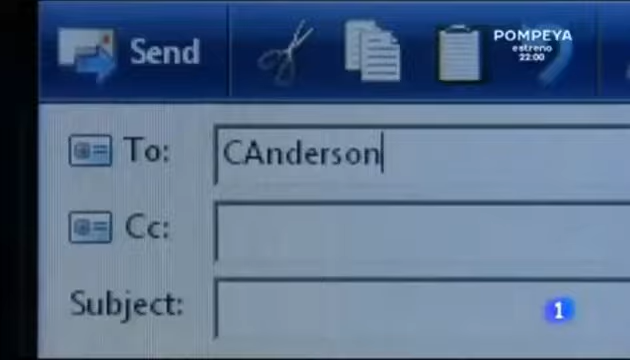 Send
POMPEYA
estreno
22:00
To:
CAnderson
Cc:
Subject:
1